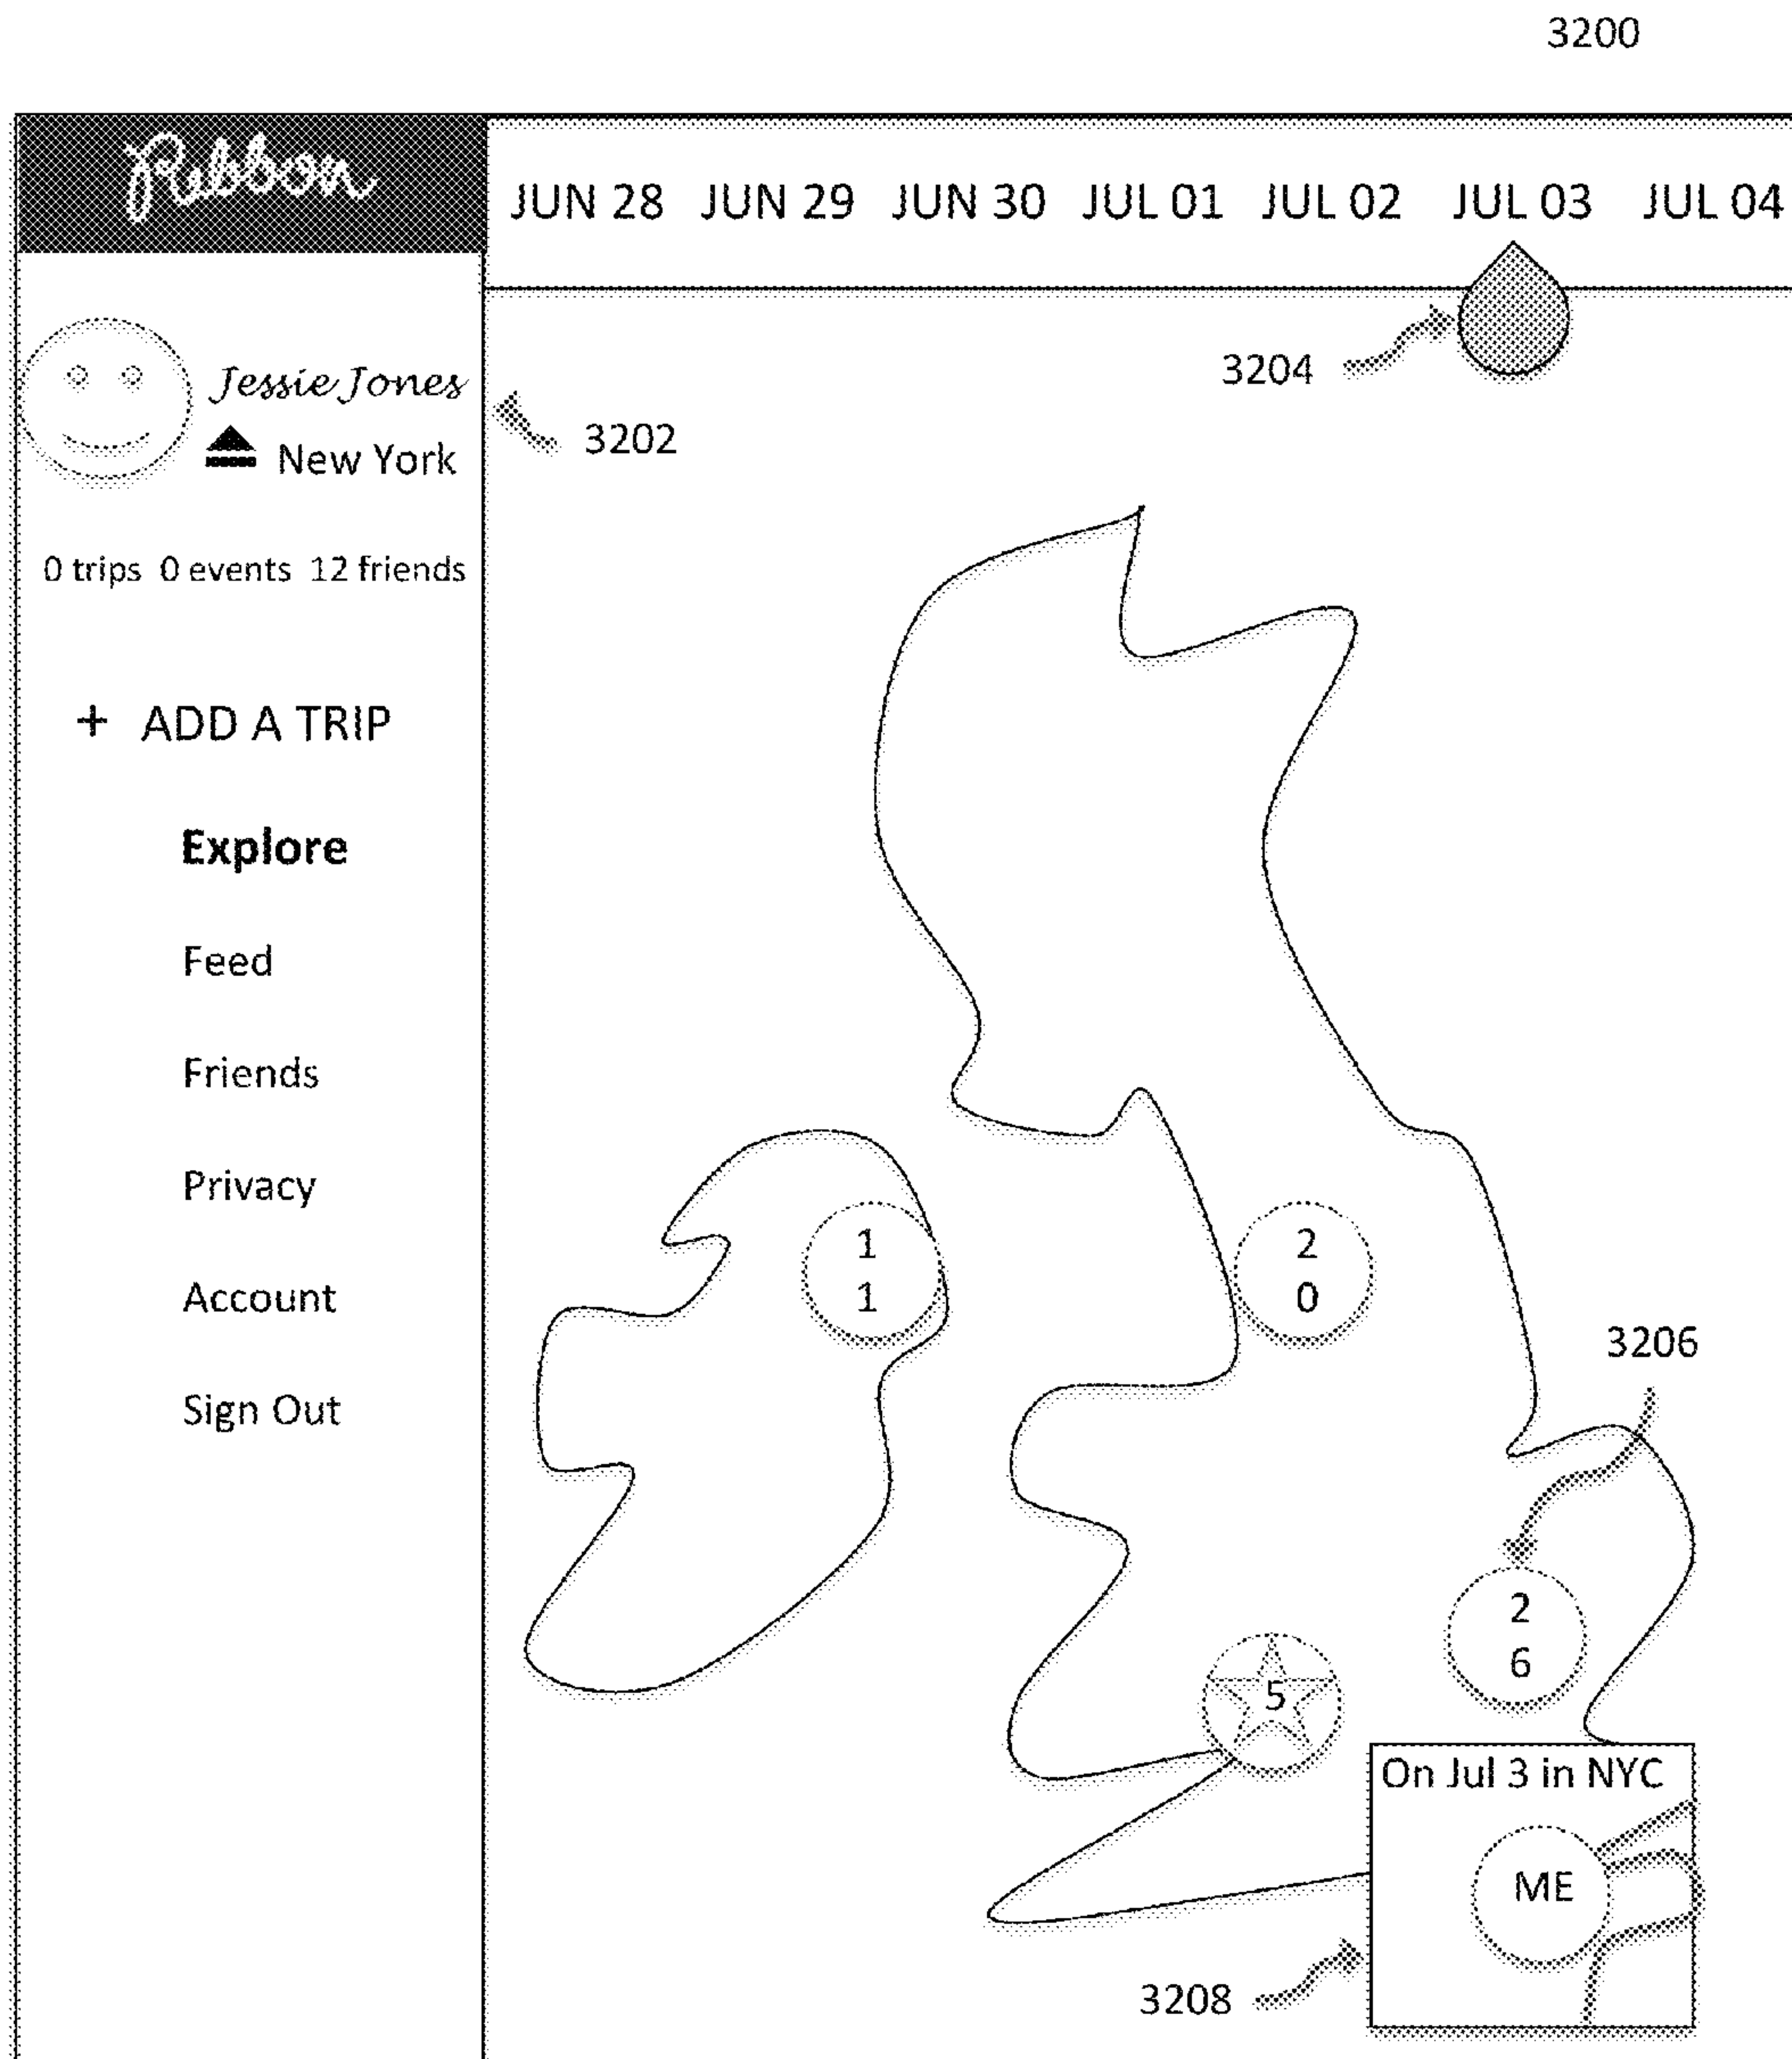 3200
Ribbon
JUN 28 JUN 29 JUN 30 JUL 01 JUL 02 JUL 03 JUL 04
3204
Jessie Jones
3202
New York
0 trips 0 events 12 friends
+ ADD A TRIP
Explore
Feed
Friends
Privacy
Account
Sign Out
1
1
2
0
3206
2
6
5
On Jul 3 in NYC
ME
3208